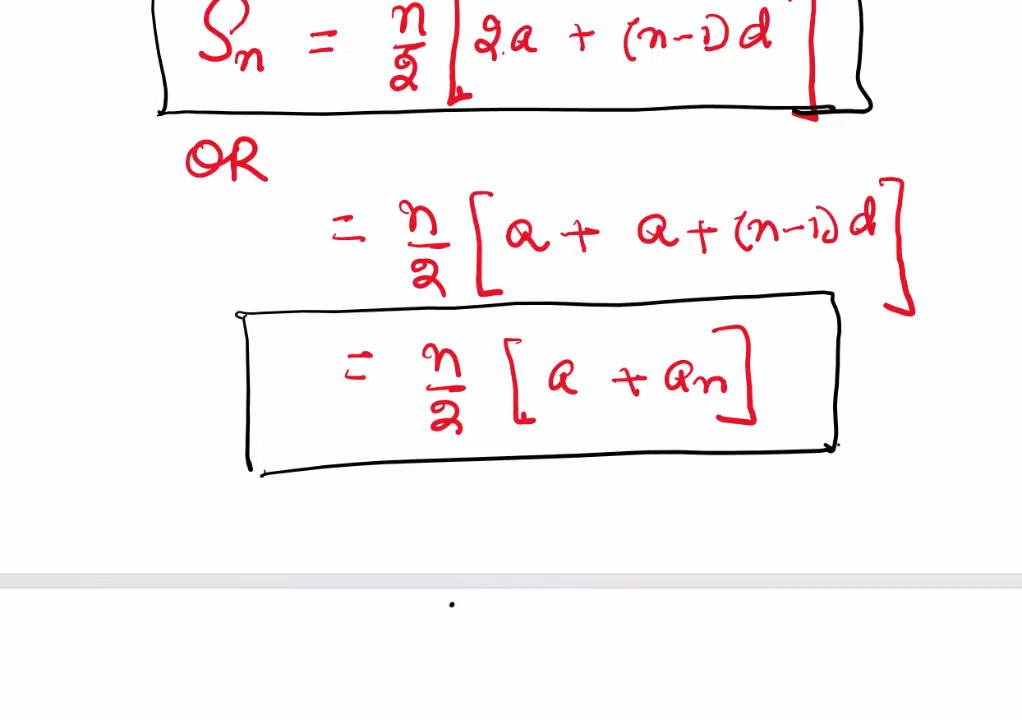 Sn = n/2 [2a + (n-1)d]
OR
= n/2 [a + a + (n-1)d]
= n/2 [a + an]